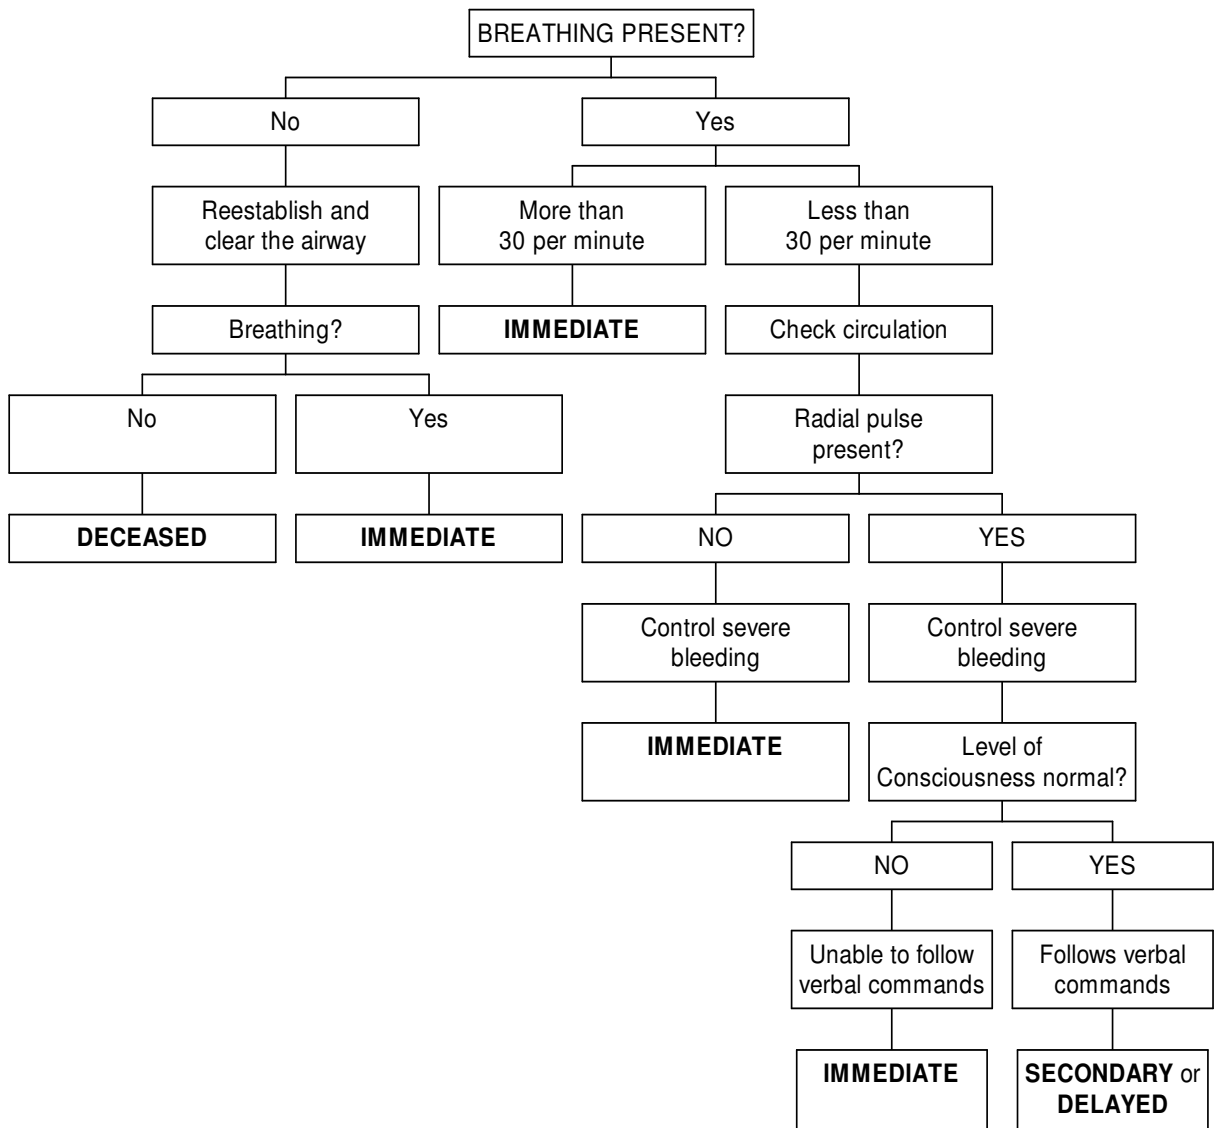 BREATHING PRESENT?
No
Yes
Reestablish and
clear the airway
More than
30 per minute
Less than
30 per minute
Breathing?
IMMEDIATE
Check circulation
No
Yes
Radial pulse
present?
DECEASED
IMMEDIATE
NO
YES
Control severe
bleeding
Control severe
bleeding
IMMEDIATE
Level of
Consciousness normal?
NO
YES
Unable to follow
verbal commands
Follows verbal
commands
IMMEDIATE
SECONDARY or
DELAYED